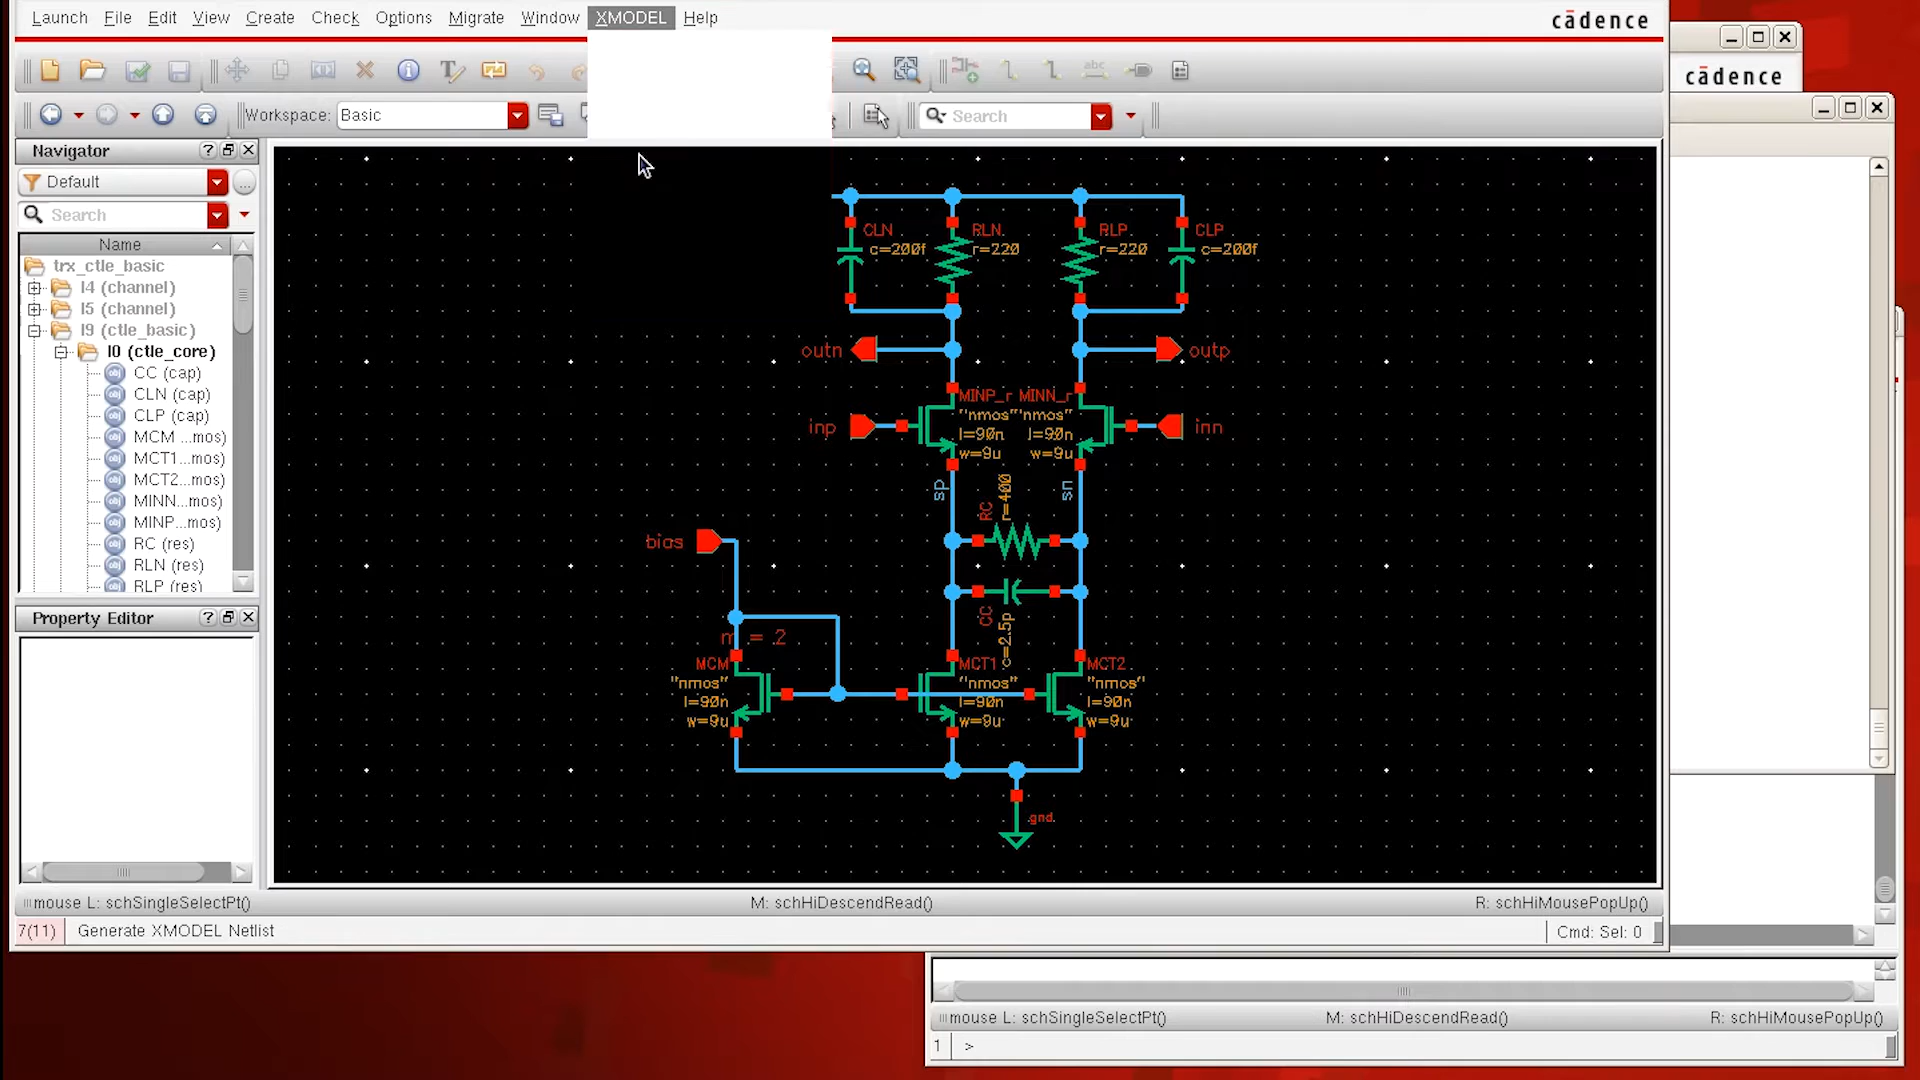 Launch File Edit View Create Check Options Migrate Window XMODEL Help
cādence
cādence
abc
Workspace: Basic
Search
Navigator
Default
Search
Name
trx_ctle_basic
I4 (channel)
I5 (channel)
I9 (ctle_basic)
I0 (ctle_core)
CC (cap)
CLN (cap)
CLP (cap)
MCM ...mos)
MCT1...mos)
MCT2...mos)
MINN...mos)
MINP...mos)
RC (res)
RLN (res)
RLP (res)
Property Editor
CLN
c=200f
RLN
r=220
RLP
r=220
CLP
c=200f
outn
outp
MINP_r
"nmos"
l=90n
w=9u
MINN_r
"nmos"
l=90n
w=9u
inp
inn
sp
sn
RC
r=400
CC
c=2.5p
bias
m = 2
MCM
"nmos"
l=90n
w=9u
MCT1
"nmos"
l=90n
w=9u
MCT2
"nmos"
l=90n
w=9u
gnd
mouse L: schSingleSelectPt()
M: schHiDescendRead()
R: schHiMousePopUp()
7(11)
Generate XMODEL Netlist
Cmd: Sel: 0
mouse L: schSingleSelectPt()
M: schHiDescendRead()
R: schHiMousePopUp()
1 >